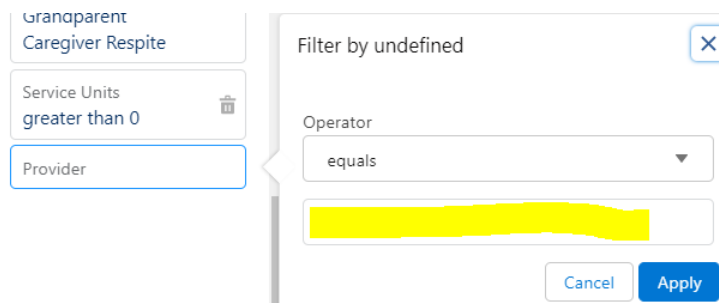 Grandparent
Caregiver Respite
Service Units
greater than 0
Provider
Filter by undefined
Operator
equals
Cancel
Apply